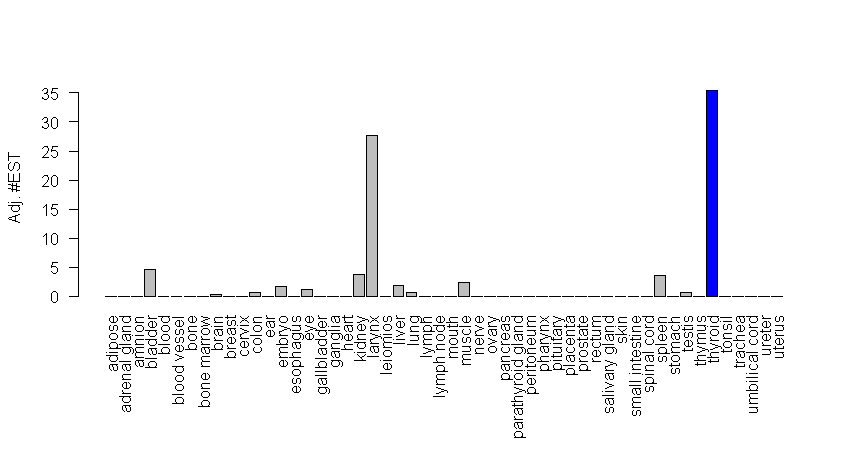 Adj. #EST
35
30
25
20
15
10
5
0
adipose
adrenal gland
amnion
bladder
blood
blood vessel
bone
bone marrow
brain
breast
cervix
colon
ear
embryo
esophagus
eye
gallbladder
ganglia
heart
kidney
larynx
leiomios
liver
lung
lymph
lymph node
mouth
muscle
nerve
ovary
pancreas
parathyroid gland
peritoneum
pharynx
pituitary
placenta
prostate
rectum
salivary gland
skin
small intestine
spinal cord
spleen
stomach
testis
thymus
thyroid
tonsil
trachea
umbilical cord
ureter
uterus